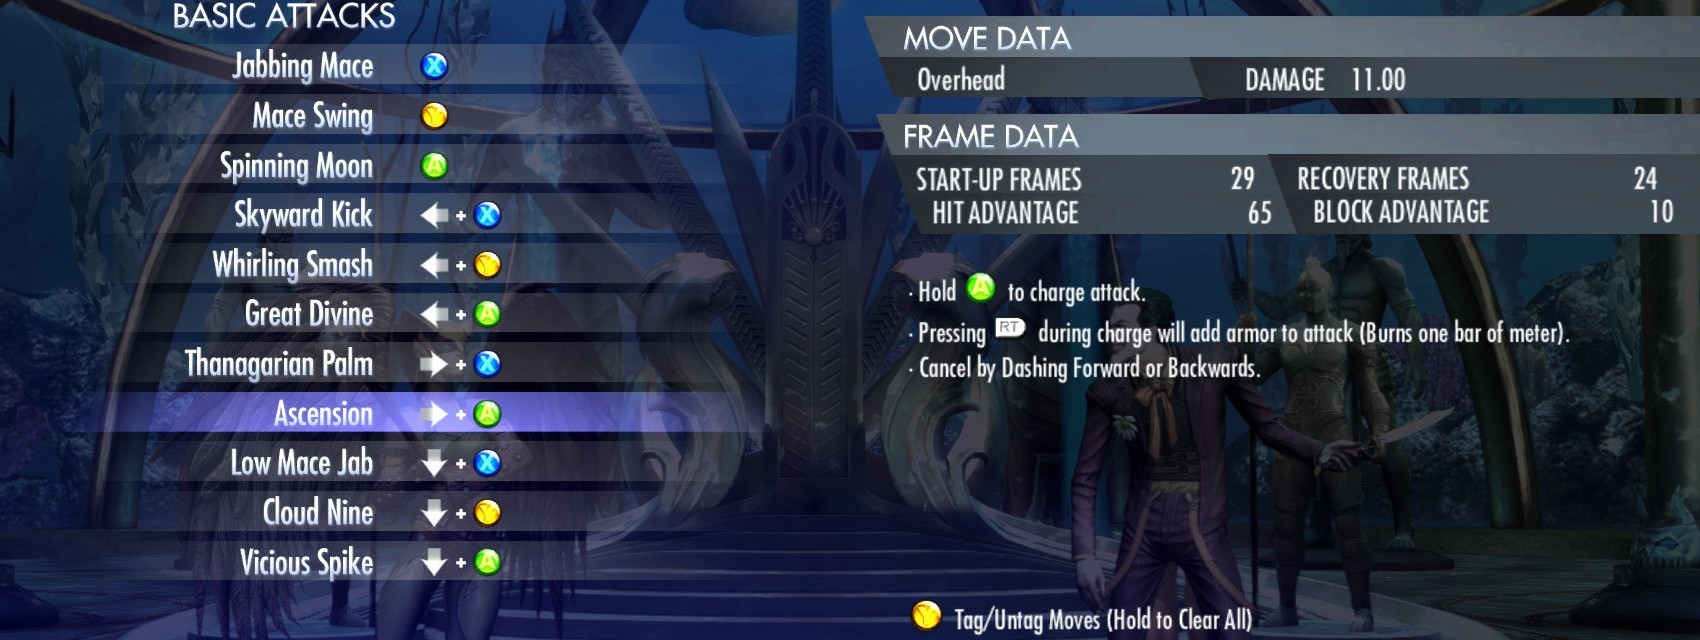 BASIC ATTACKS
Jabbing Mace X
Mace Swing Y
Spinning Moon A
Skyward Kick + X
Whirling Smash + Y
Great Divine + A
Thanagarian Palm + X
Ascension + A
Low Mace Jab + X
Cloud Nine + Y
Vicious Spike + A
MOVE DATA
Overhead DAMAGE 11.00
FRAME DATA
START-UP FRAMES 29 RECOVERY FRAMES 24
HIT ADVANTAGE 65 BLOCK ADVANTAGE 10
· Hold A to charge attack.
· Pressing RT during charge will add armor to attack (Burns one bar of meter).
· Cancel by Dashing Forward or Backwards.
Y Tag/Untag Moves (Hold to Clear All)